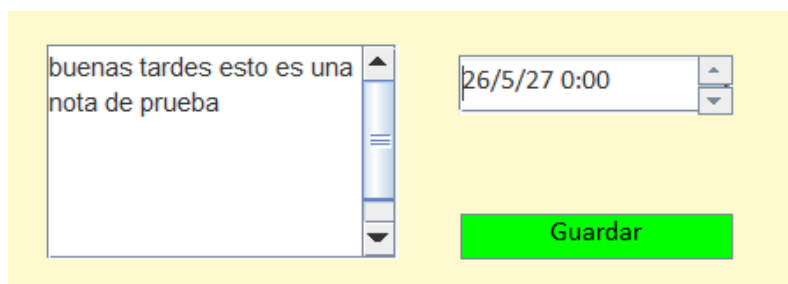 buenas tardes esto es una
nota de prueba
26/5/27 0:00
Guardar